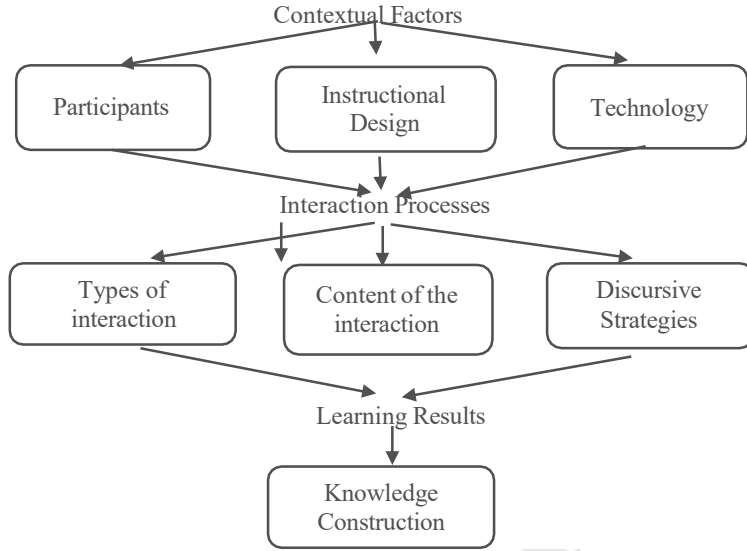 Contextual Factors
Participants
Instructional
Design
Technology
Interaction Processes
Types of
interaction
Content of the
interaction
Discursive
Strategies
Learning Results
Knowledge
Construction